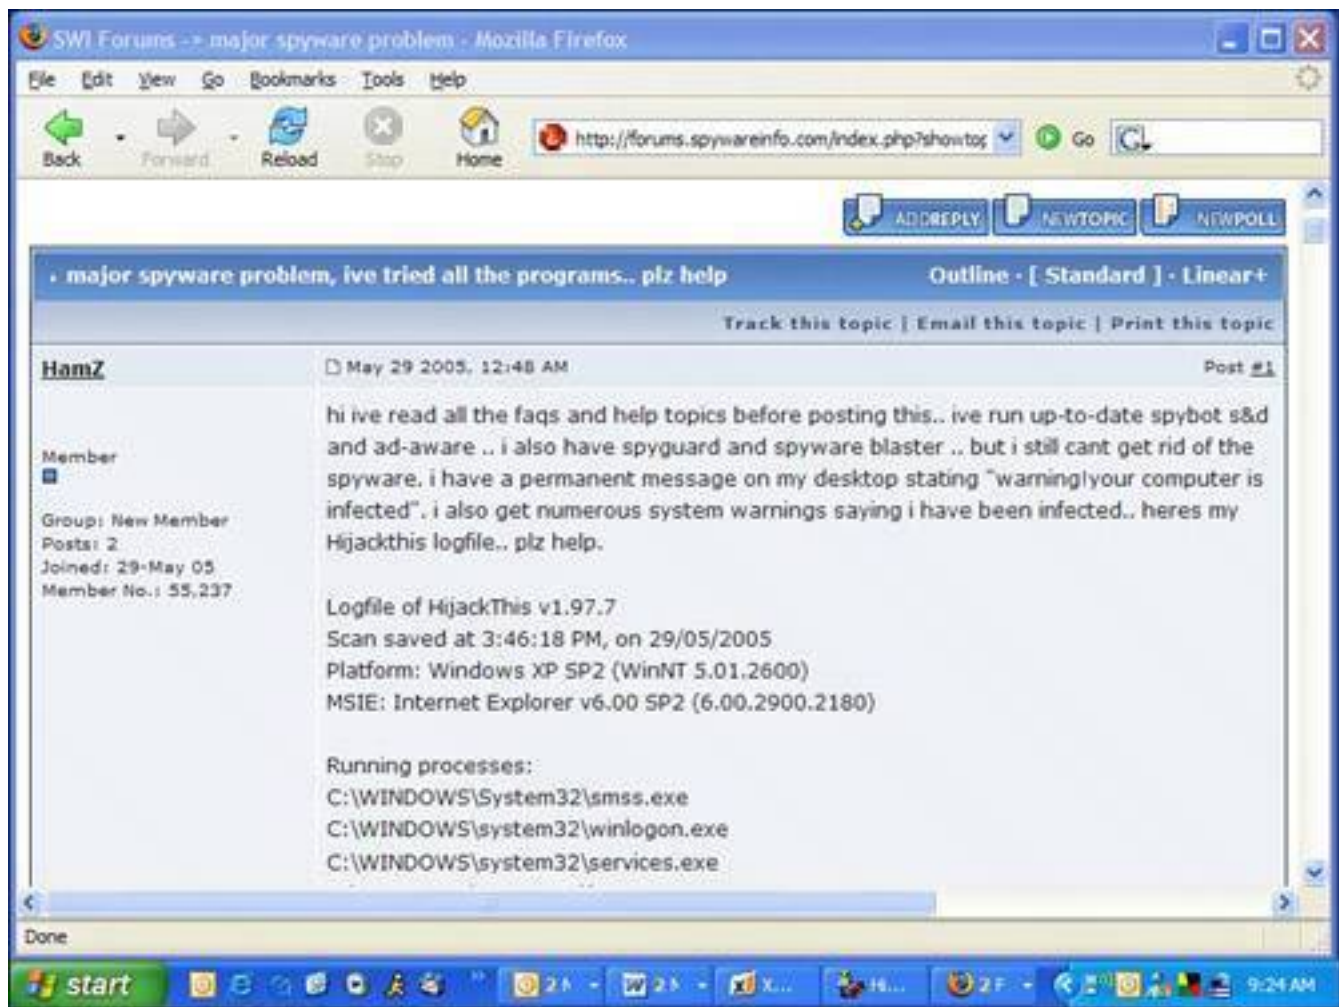 SWI Forums -> major spyware problem - Mozilla Firefox
File Edit View Go Bookmarks Tools Help
Back Forward Reload Stop Home http://forums.spywareinfo.com/index.php?showtop Go
ADDREPLY NEWTOPIC NEWPOLL
major spyware problem, ive tried all the programs.. plz help Outline · [ Standard ] · Linear+
Track this topic | Email this topic | Print this topic
HamZ May 29 2005, 12:48 AM Post #1
hi ive read all the faqs and help topics before posting this.. ive run up-to-date spybot s&d
and ad-aware .. i also have spyguard and spyware blaster .. but i still cant get rid of the
spyware. i have a permanent message on my desktop stating "warning!your computer is
infected". i also get numerous system warnings saying i have been infected.. heres my
Hijackthis logfile.. plz help.
Member
Group: New Member
Posts: 2
Joined: 29-May 05
Member No.: 55,237
Logfile of HijackThis v1.97.7
Scan saved at 3:46:18 PM, on 29/05/2005
Platform: Windows XP SP2 (WinNT 5.01.2600)
MSIE: Internet Explorer v6.00 SP2 (6.00.2900.2180)
Running processes:
C:\WINDOWS\System32\smss.exe
C:\WINDOWS\system32\winlogon.exe
C:\WINDOWS\system32\services.exe
Done
start 2 2 X... Hi... 2 F 9:24 AM